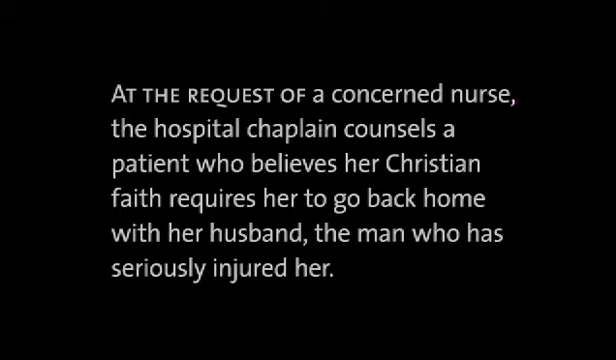 At the request of a concerned nurse,
the hospital chaplain counsels a
patient who believes her Christian
faith requires her to go back home
with her husband, the man who has
seriously injured her.